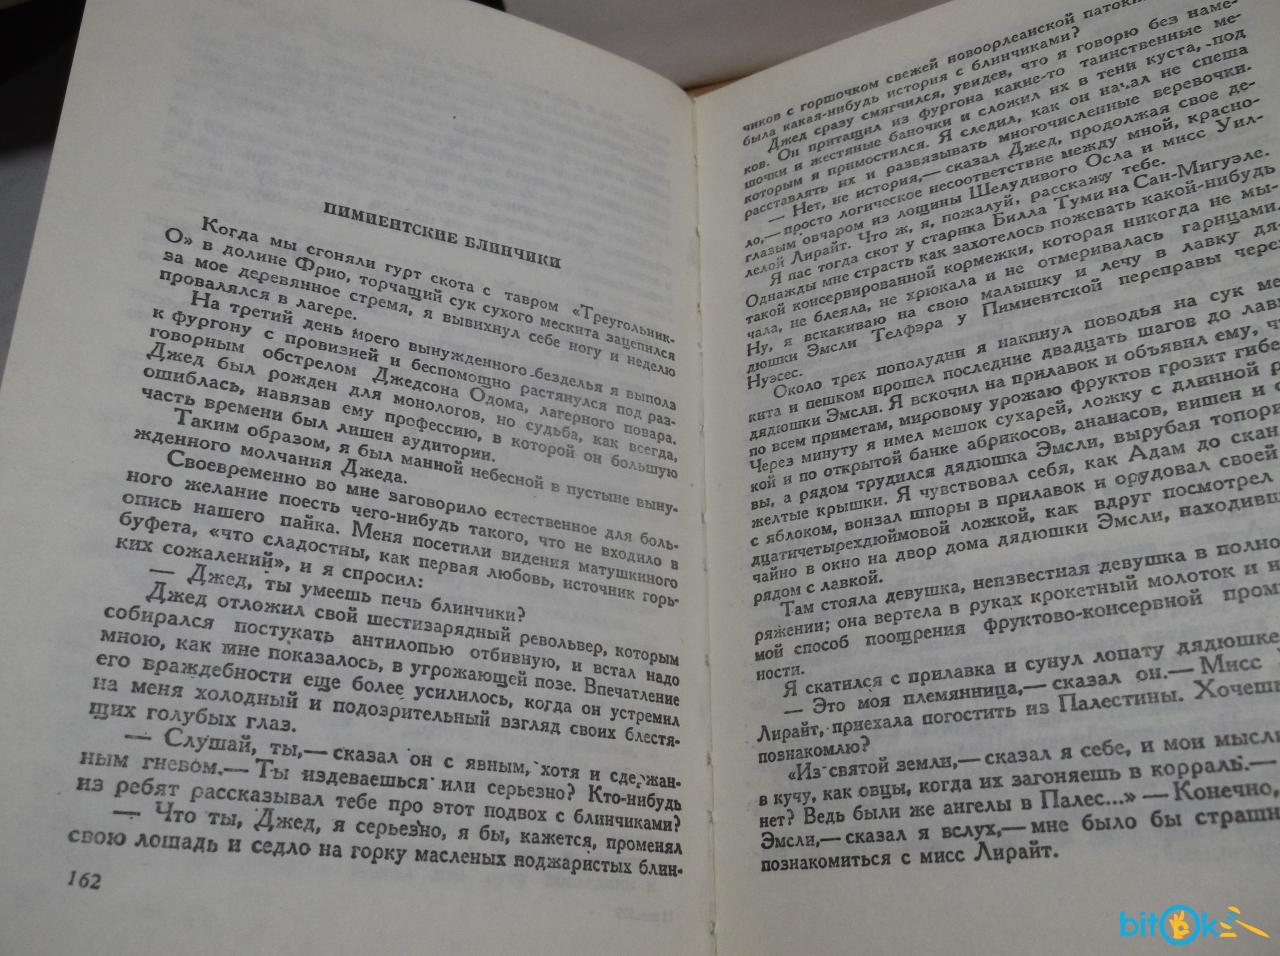 ПИМИЕНТСКИЕ БЛИНЧИКИ
Когда мы сгоняли гурт скота с тавром «Треугольник-
О» в долине Фрио, торчащий сук сухого мескита зацепился
за мое деревянное стремя, я вывихнул себе ногу и неделю
провалялся в лагере.
На третий день моего вынужденного безделья я выполз
к фургону с провизией и беспомощно растянулся под раз-
говорным обстрелом Джедсона Одома, лагерного повара.
Джед был рожден для монологов, но судьба, как всегда,
ошиблась, навязав ему профессию, в которой он большую
часть времени был лишен аудитории.
Таким образом, я был манной небесной в пустыне выну-
жденного молчания Джеда.
Своевременно во мне заговорило естественное для боль-
ного желание поесть чего-нибудь такого, что не входило в
опись нашего пайка. Меня посетили видения матушкиного
буфета, «что сладостны, как первая любовь, источник горь-
ких сожалений», и я спросил:
— Джед, ты умеешь печь блинчики?
Джед отложил свой шестизарядный револьвер, которым
собирался постукать антилопью отбивную, и встал надо
мною, как мне показалось, в угрожающей позе. Впечатление
его враждебности еще более усилилось, когда он устремил
на меня холодный и подозрительный взгляд своих блестя-
щих голубых глаз.
— Слушай, ты,— сказал он с явным, хотя и сдержан-
ным гневом.— Ты издеваешься или серьезно? Кто-нибудь
из ребят рассказывал тебе про этот подвох с блинчиками?
— Что ты, Джед, я серьезно, я бы, кажется, променял
свою лошадь и седло на горку масленых поджаристых блин-
162
чиков с горшочком свежей новоорлеанской патоки
была какая-нибудь история с блинчиками?
Джед сразу смягчился, увидев, что я говорю без наме-
ков. Он притащил из фургона какие-то таинственные ме-
шочки и жестяные баночки и сложил их в тени куста, под
которым я примостился. Я следил, как он начал не спеша
расставлять их и развязывать многочисленные веревочки.
— Нет, не история,— сказал Джед, продолжая свое де-
ло,— просто логическое несоответствие между мной, красно-
глазым овчаром из лощины Шелудивого Осла и мисс Уил-
лелой Лирайт. Что ж, я, пожалуй, расскажу тебе.
Я пас тогда скот у старика Билла Туми на Сан-Мигуэле.
Однажды мне страсть как захотелось пожевать какой-нибудь
такой консервированной кормежки, которая никогда не мы-
чала, не блеяла, не хрюкала и не отмеривалась гарнцами.
Ну, я вскакиваю на свою малышку и лечу в лавку дя-
дюшки Эмсли Телфэра у Пимиентской переправы через
Нуэсес.
Около трех пополудни я накинул поводья на сук ме
кита и пешком прошел последние двадцать шагов до лав
дядюшки Эмсли. Я вскочил на прилавок и объявил ему, ч
по всем приметам, мировому урожаю фруктов грозит гибе
Через минуту я имел мешок сухарей, ложку с длинной р
кой и по открытой банке абрикосов, ананасов, вишен и с
вы, а рядом трудился дядюшка Эмсли, вырубая топори
желтые крышки. Я чувствовал себя, как Адам до скан
с яблоком, вонзал шпоры в прилавок и орудовал своей
дцатичетырехдюймовой ложкой, как вдруг посмотрел
чайно в окно на двор дома дядюшки Эмсли, находивш
рядом с лавкой.
Там стояла девушка, неизвестная девушка в полно
ряжении; она вертела в руках крокетный молоток и н
мой способ поощрения фруктово-консервной пром
ности.
Я скатился с прилавка и сунул лопату дядюшке
— Это моя племянница,— сказал он.— Мисс
Лирайт, приехала погостить из Палестины. Хочеш
познакомлю?
«Из святой земли,— сказал я себе, и мои мысл
в кучу, как овцы, когда их загоняешь в корраль.—
нет? Ведь были же ангелы в Палес...» — Конечно,
Эмсли,— сказал я вслух,— мне было бы страшн
познакомиться с мисс Лирайт.
bitOk